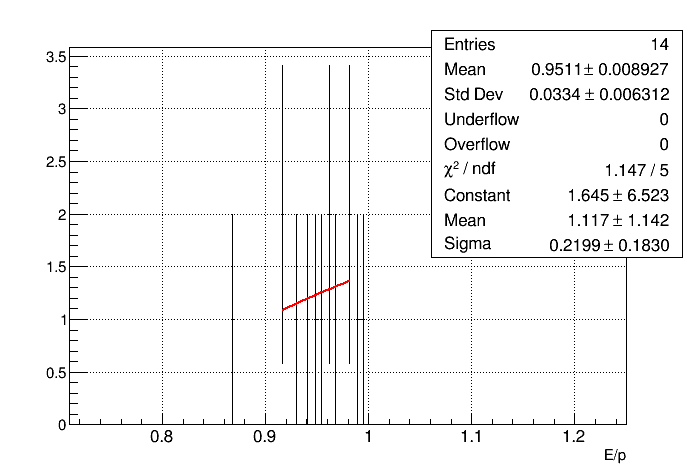 Entries 14
Mean 0.9511 ± 0.008927
Std Dev 0.0334 ± 0.006312
Underflow 0
Overflow 0
χ² / ndf 1.147 / 5
Constant 1.645 ± 6.523
Mean 1.117 ± 1.142
Sigma 0.2199 ± 0.1830
3.5
3
2.5
2
1.5
1
0.5
0
0.8 0.9 1 1.1 1.2
E/p